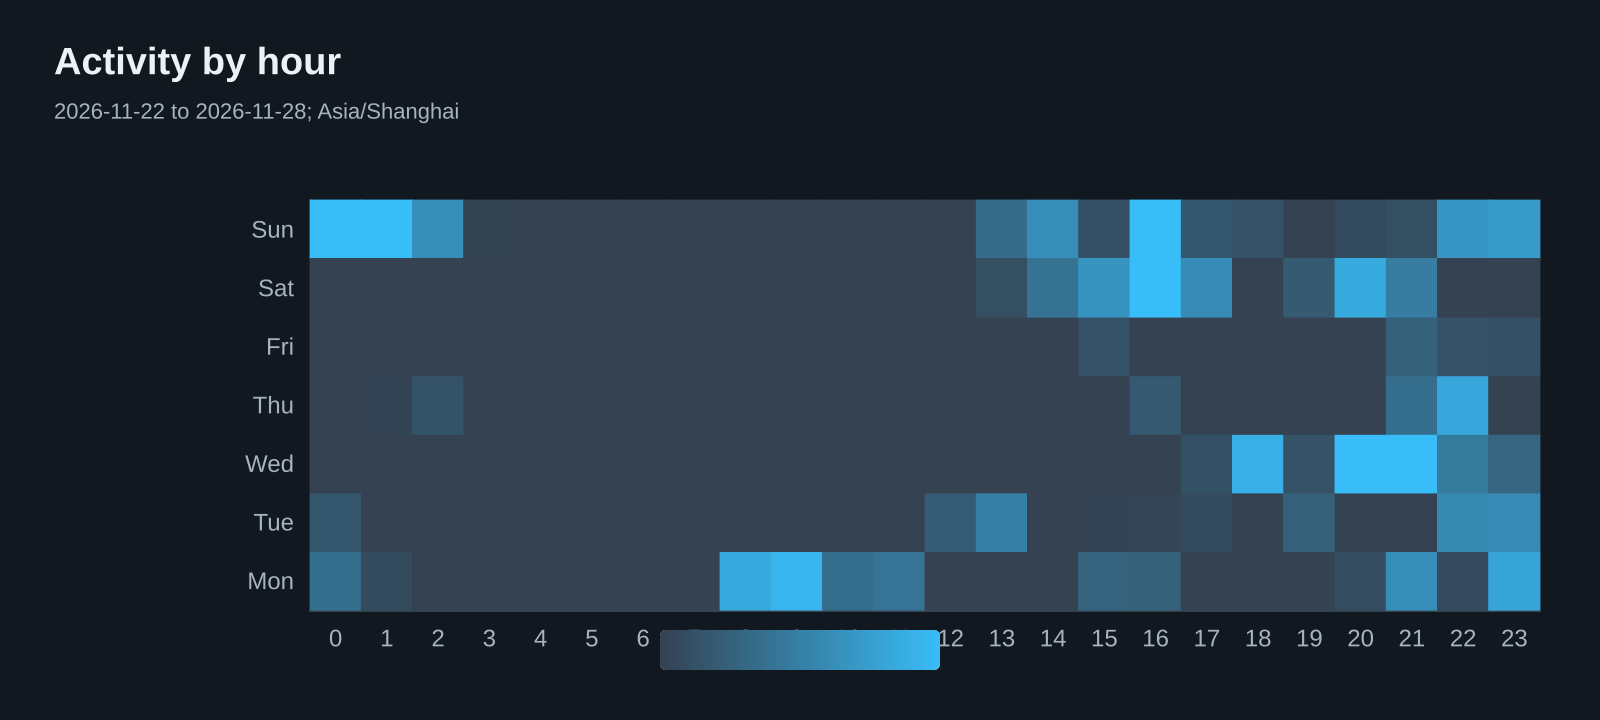 Activity by hour
2026-11-22 to 2026-11-28; Asia/Shanghai
Sun
Sat
Fri
Thu
Wed
Tue
Mon
0 1 2 3 4 5 6 12 13 14 15 16 17 18 19 20 21 22 23